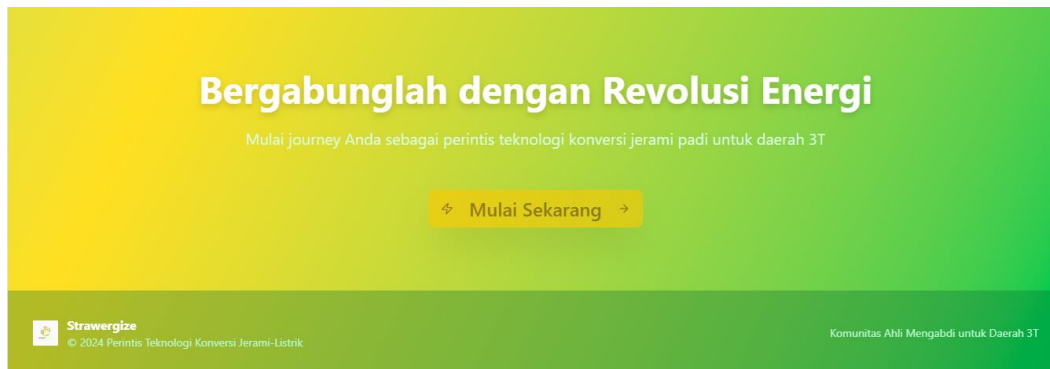 Bergabunglah dengan Revolusi Energi
Mulai journey Anda sebagai perintis teknologi konversi jerami padi untuk daerah 3T
Mulai Sekarang
Strawergize
© 2024 Perintis Teknologi Konversi Jerami-Listrik
Komunitas Ahli Mengabdi untuk Daerah 3T